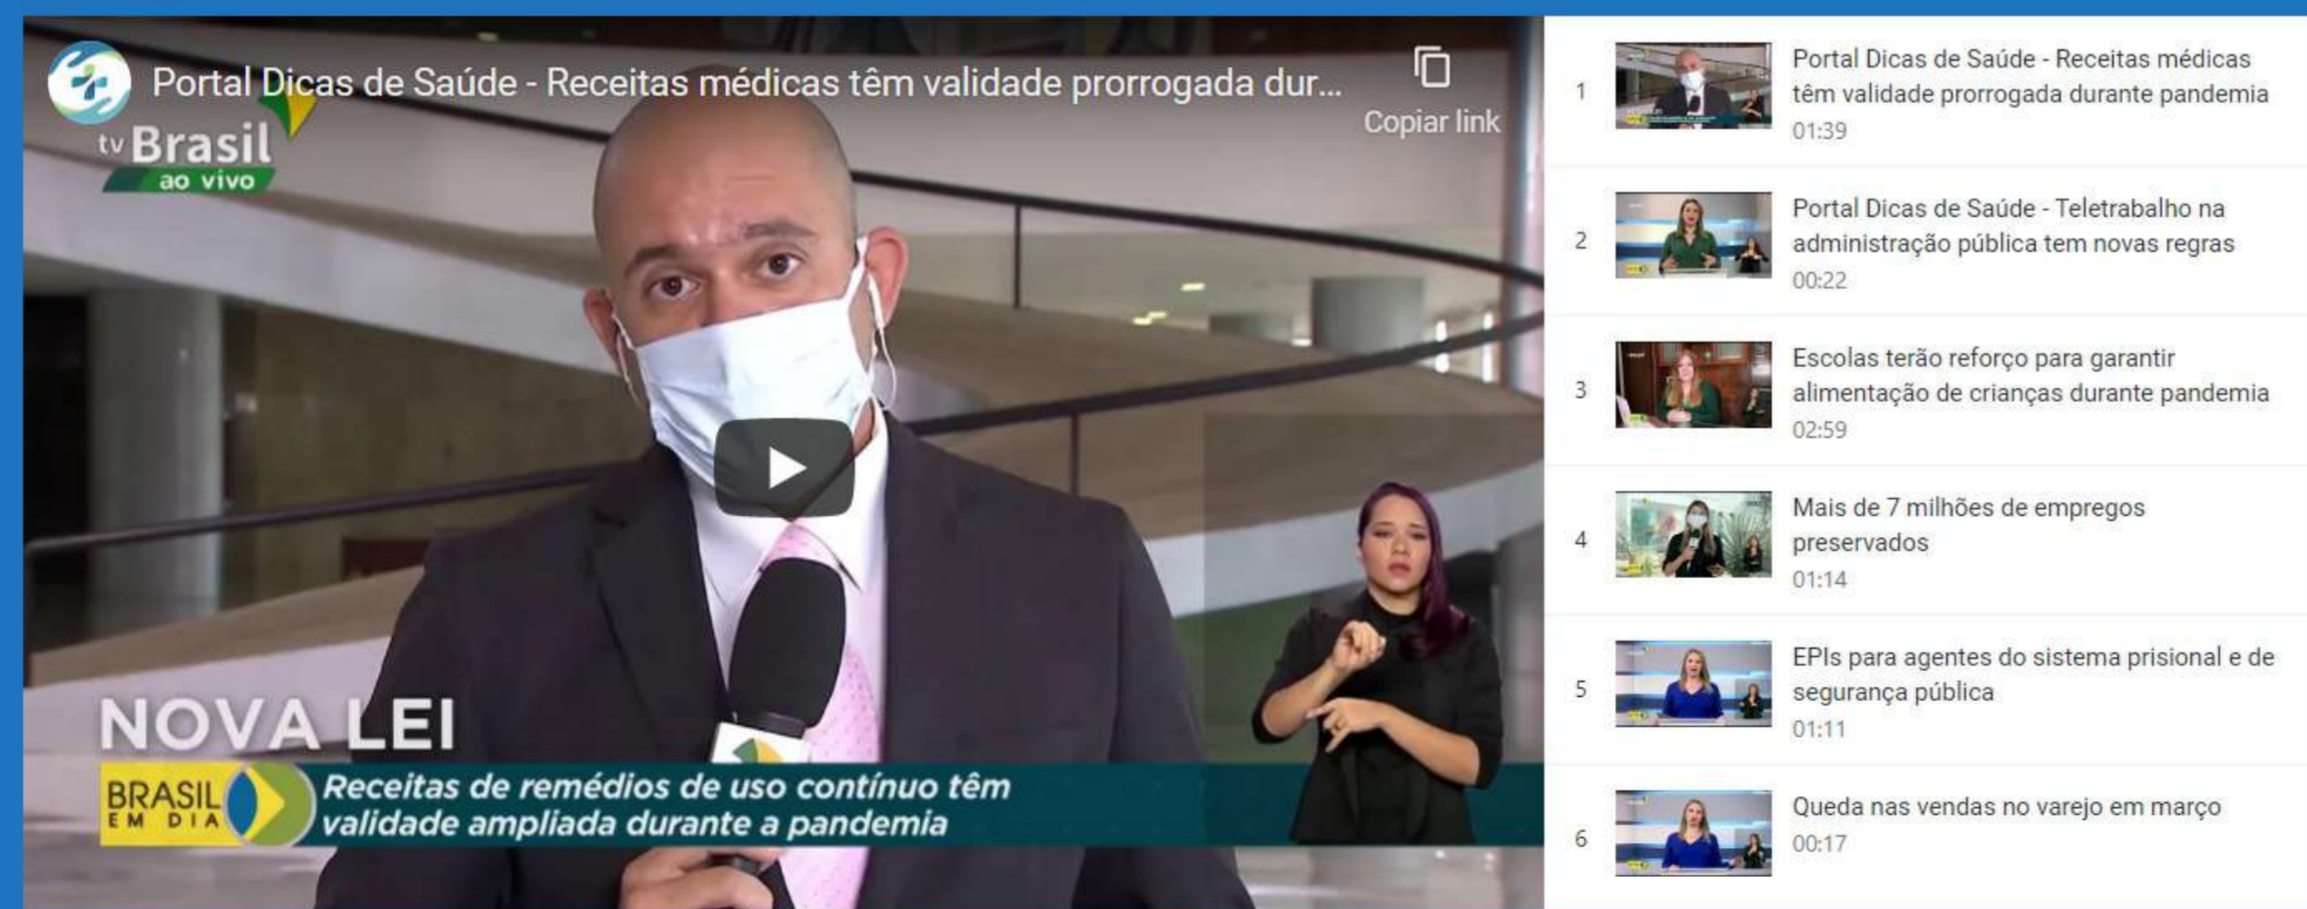 Portal Dicas de Saúde - Receitas médicas têm validade prorrogada dur...
Copiar link
tv Brasil
ao vivo
NOVA LEI
BRASIL
EM DIA
Receitas de remédios de uso contínuo têm
validade ampliada durante a pandemia
1
Portal Dicas de Saúde - Receitas médicas
têm validade prorrogada durante pandemia
01:39
2
Portal Dicas de Saúde - Teletrabalho na
administração pública tem novas regras
00:22
3
Escolas terão reforço para garantir
alimentação de crianças durante pandemia
02:59
4
Mais de 7 milhões de empregos
preservados
01:14
5
EPIs para agentes do sistema prisional e de
segurança pública
01:11
6
Queda nas vendas no varejo em março
00:17